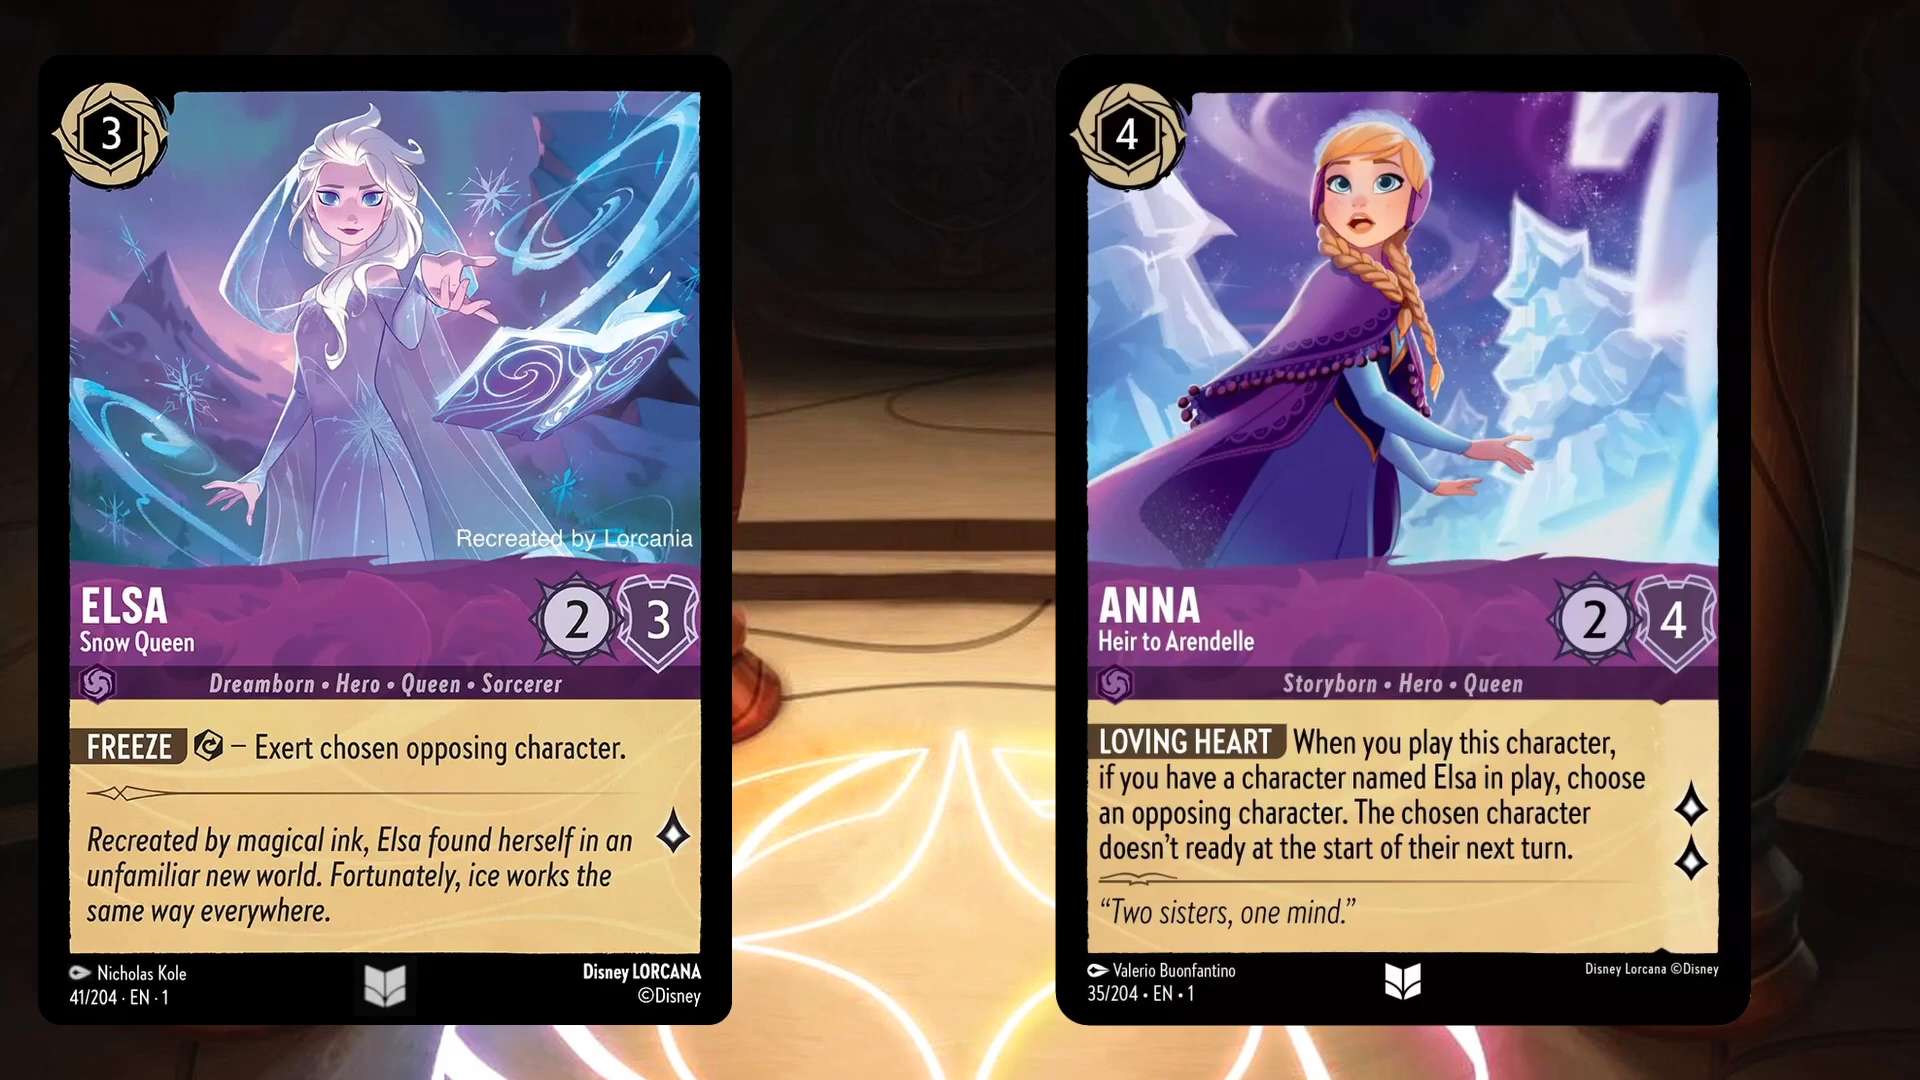 3
Recreated by Lorcania
ELSA
Snow Queen
2
3
Dreamborn • Hero • Queen • Sorcerer
FREEZE – Exert chosen opposing character.
Recreated by magical ink, Elsa found herself in an
unfamiliar new world. Fortunately, ice works the
same way everywhere.
Nicholas Kole
41/204 · EN · 1
Disney LORCANA
©Disney
4
ANNA
Heir to Arendelle
2
4
Storyborn • Hero • Queen
LOVING HEART When you play this character,
if you have a character named Elsa in play, choose
an opposing character. The chosen character
doesn't ready at the start of their next turn.
“Two sisters, one mind.”
Valerio Buonfantino
35/204 • EN • 1
Disney Lorcana ©Disney